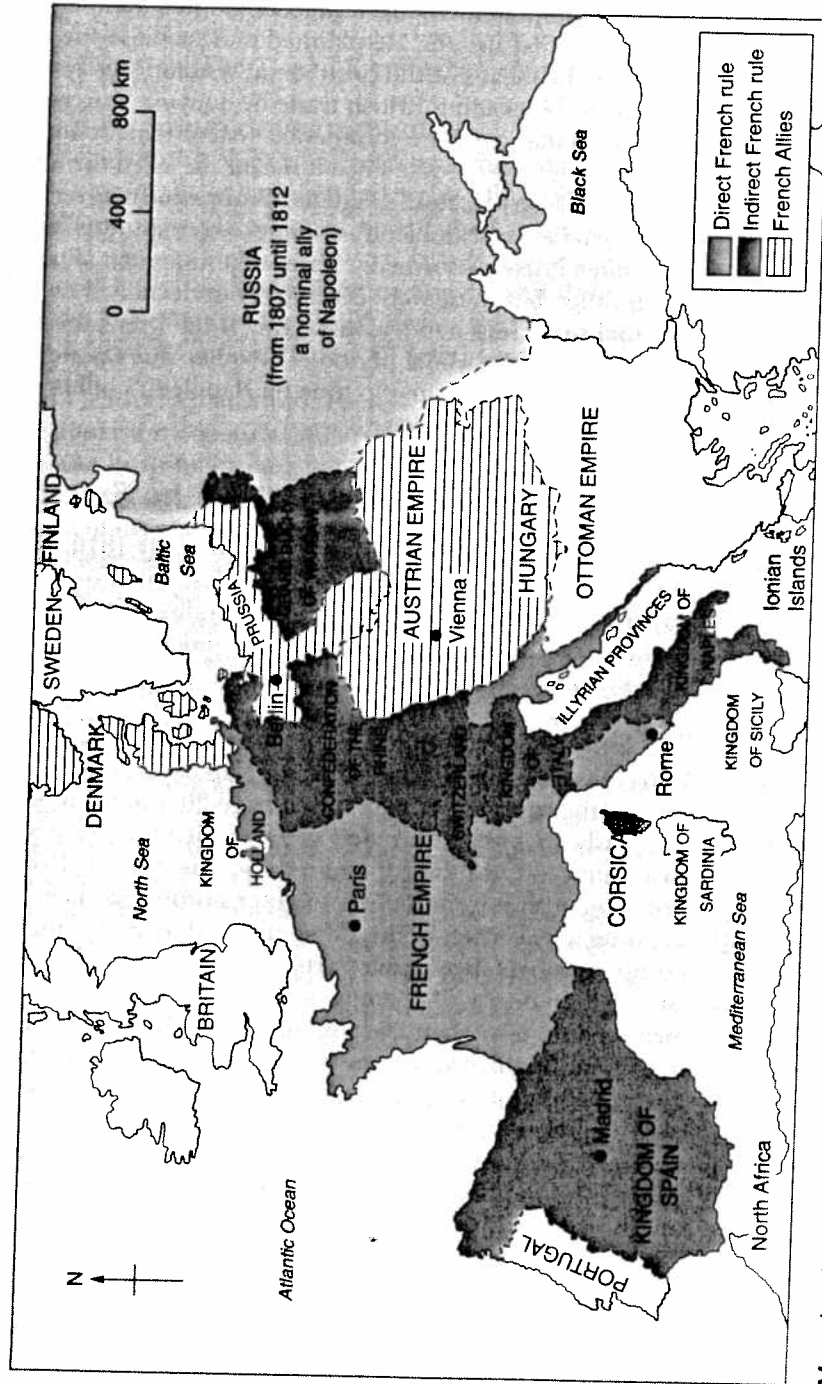 N
Atlantic Ocean
North Sea
BRITAIN
DENMARK
SWEDEN
FINLAND
Baltic
Sea
KINGDOM
OF
HOLLAND
PRUSSIA
Berlin
RUSSIA
(from 1807 until 1812
a nominal ally
of Napoleon)
0 400 800 km
Paris
FRENCH EMPIRE
CONFEDERATION
OF THE
RHINE
SWITZERLAND
KINGDOM
OF
ITALY
AUSTRIAN EMPIRE
Vienna
HUNGARY
OTTOMAN EMPIRE
ILLYRIAN PROVINCES
KINGDOM OF
NAPLES
Rome
CORSICA
KINGDOM OF
SARDINIA
KINGDOM
OF SICILY
Ionian
Islands
Black Sea
PORTUGAL
Madrid
KINGDOM OF
SPAIN
Mediterranean Sea
North Africa
Direct French rule
Indirect French rule
French Allies